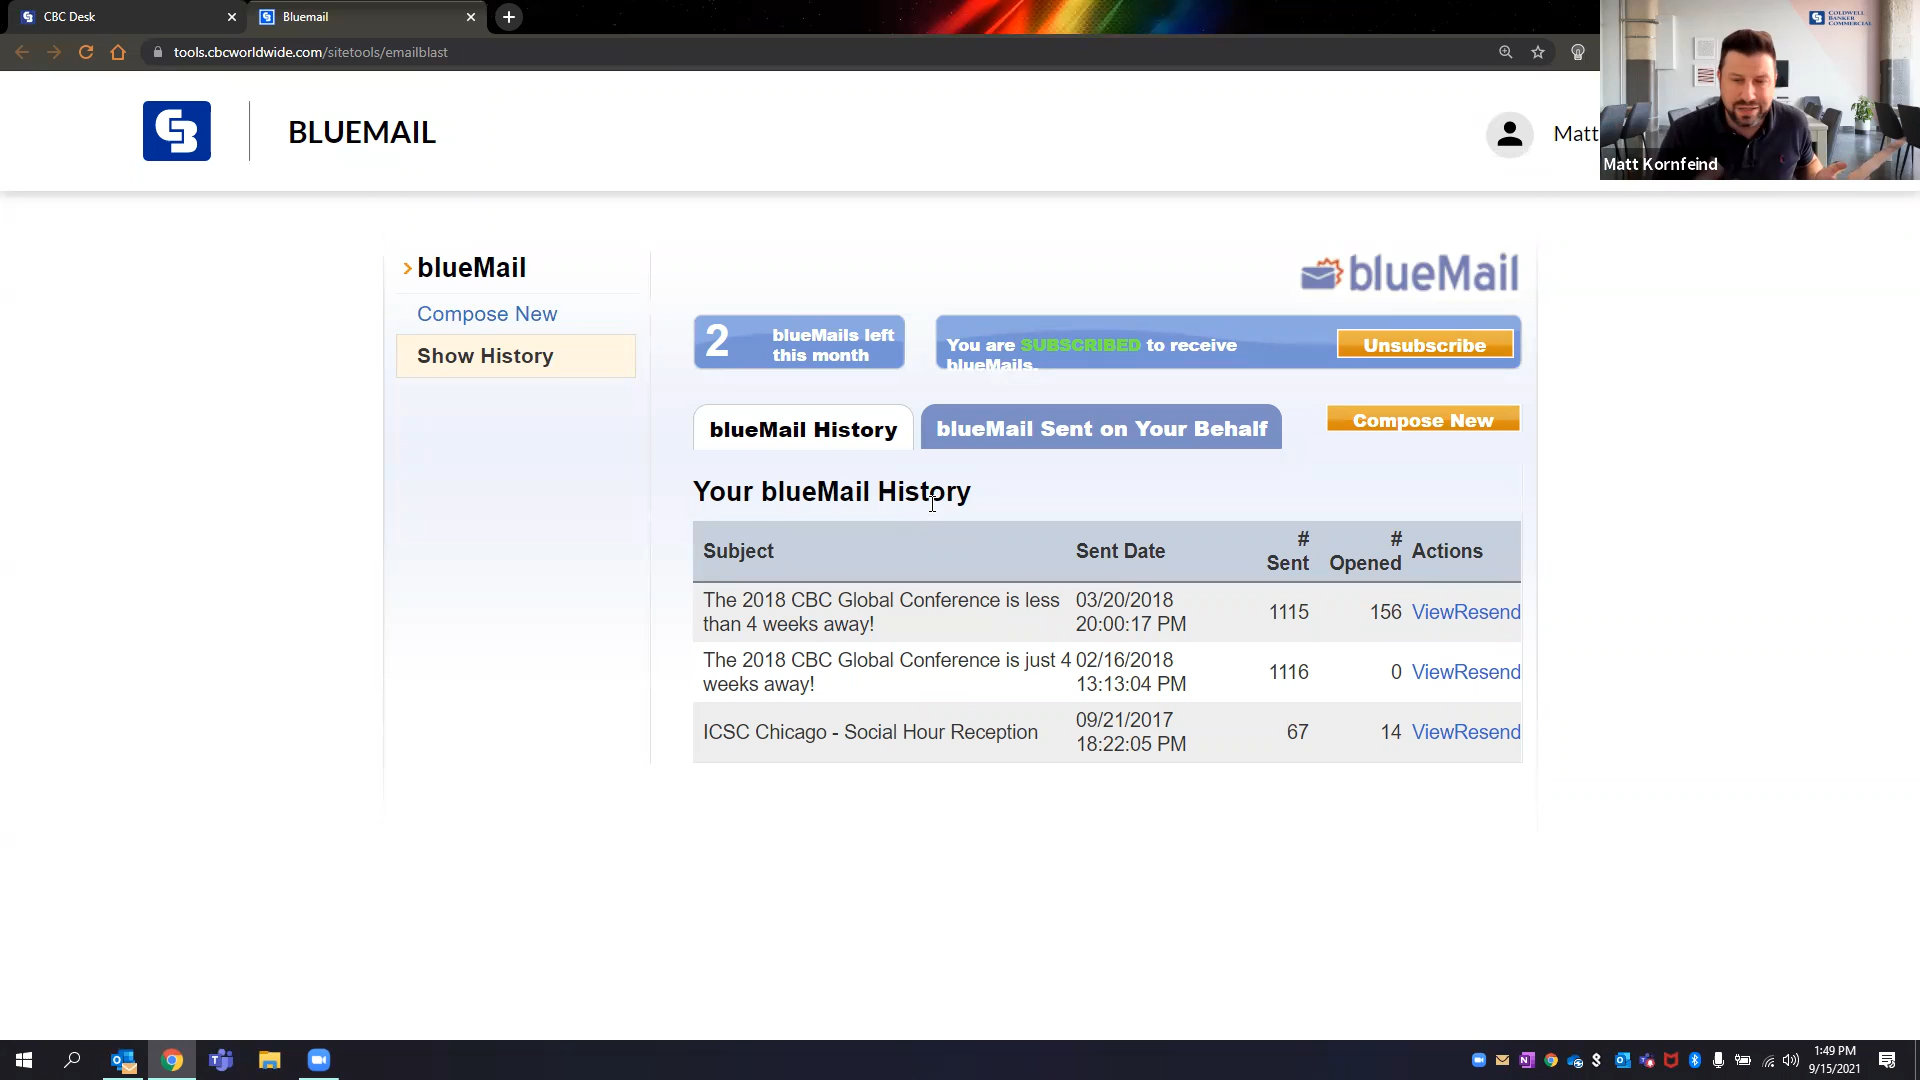 CBC Desk
Bluemail
tools.cbcworldwide.com/sitetools/emailblast
COLDWELL
BANKER
COMMERCIAL
BLUEMAIL
Matt
Matt Kornfeind
blueMail
Compose New
Show History
blueMail
2
blueMails left
this month
You are SUBSCRIBED to receive
blueMails.
Unsubscribe
blueMail History
blueMail Sent on Your Behalf
Compose New
Your blueMail History
Subject Sent Date # Sent # Opened Actions
The 2018 CBC Global Conference is less than 4 weeks away! 03/20/2018 20:00:17 PM 1115 156 ViewResend
The 2018 CBC Global Conference is just 4 weeks away! 02/16/2018 13:13:04 PM 1116 0 ViewResend
ICSC Chicago - Social Hour Reception 09/21/2017 18:22:05 PM 67 14 ViewResend
1:49 PM
9/15/2021